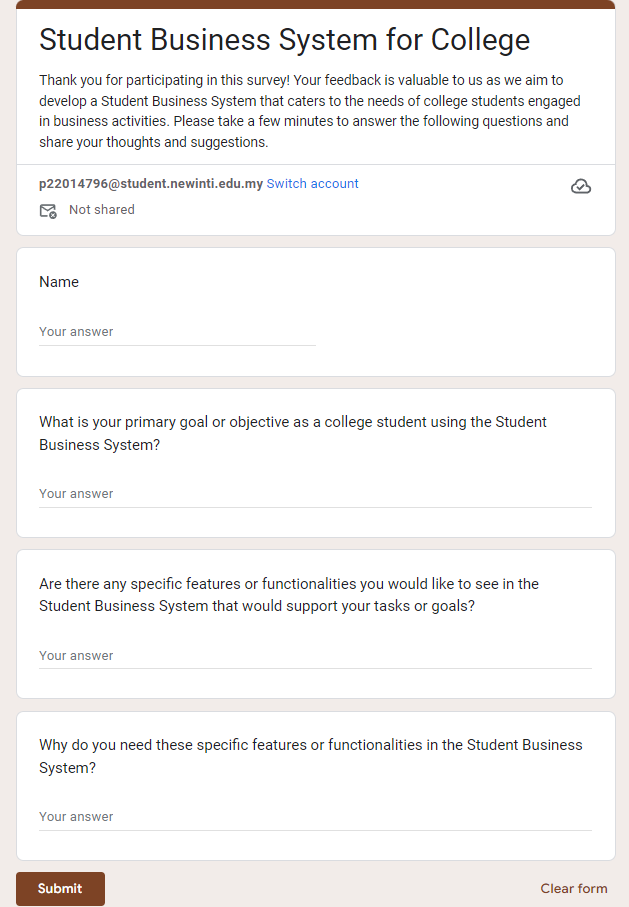 Student Business System for College
Thank you for participating in this survey! Your feedback is valuable to us as we aim to
develop a Student Business System that caters to the needs of college students engaged
in business activities. Please take a few minutes to answer the following questions and
share your thoughts and suggestions.
p22014796@student.newinti.edu.my Switch account
Not shared
Name
Your answer
What is your primary goal or objective as a college student using the Student
Business System?
Your answer
Are there any specific features or functionalities you would like to see in the
Student Business System that would support your tasks or goals?
Your answer
Why do you need these specific features or functionalities in the Student Business
System?
Your answer
Submit
Clear form